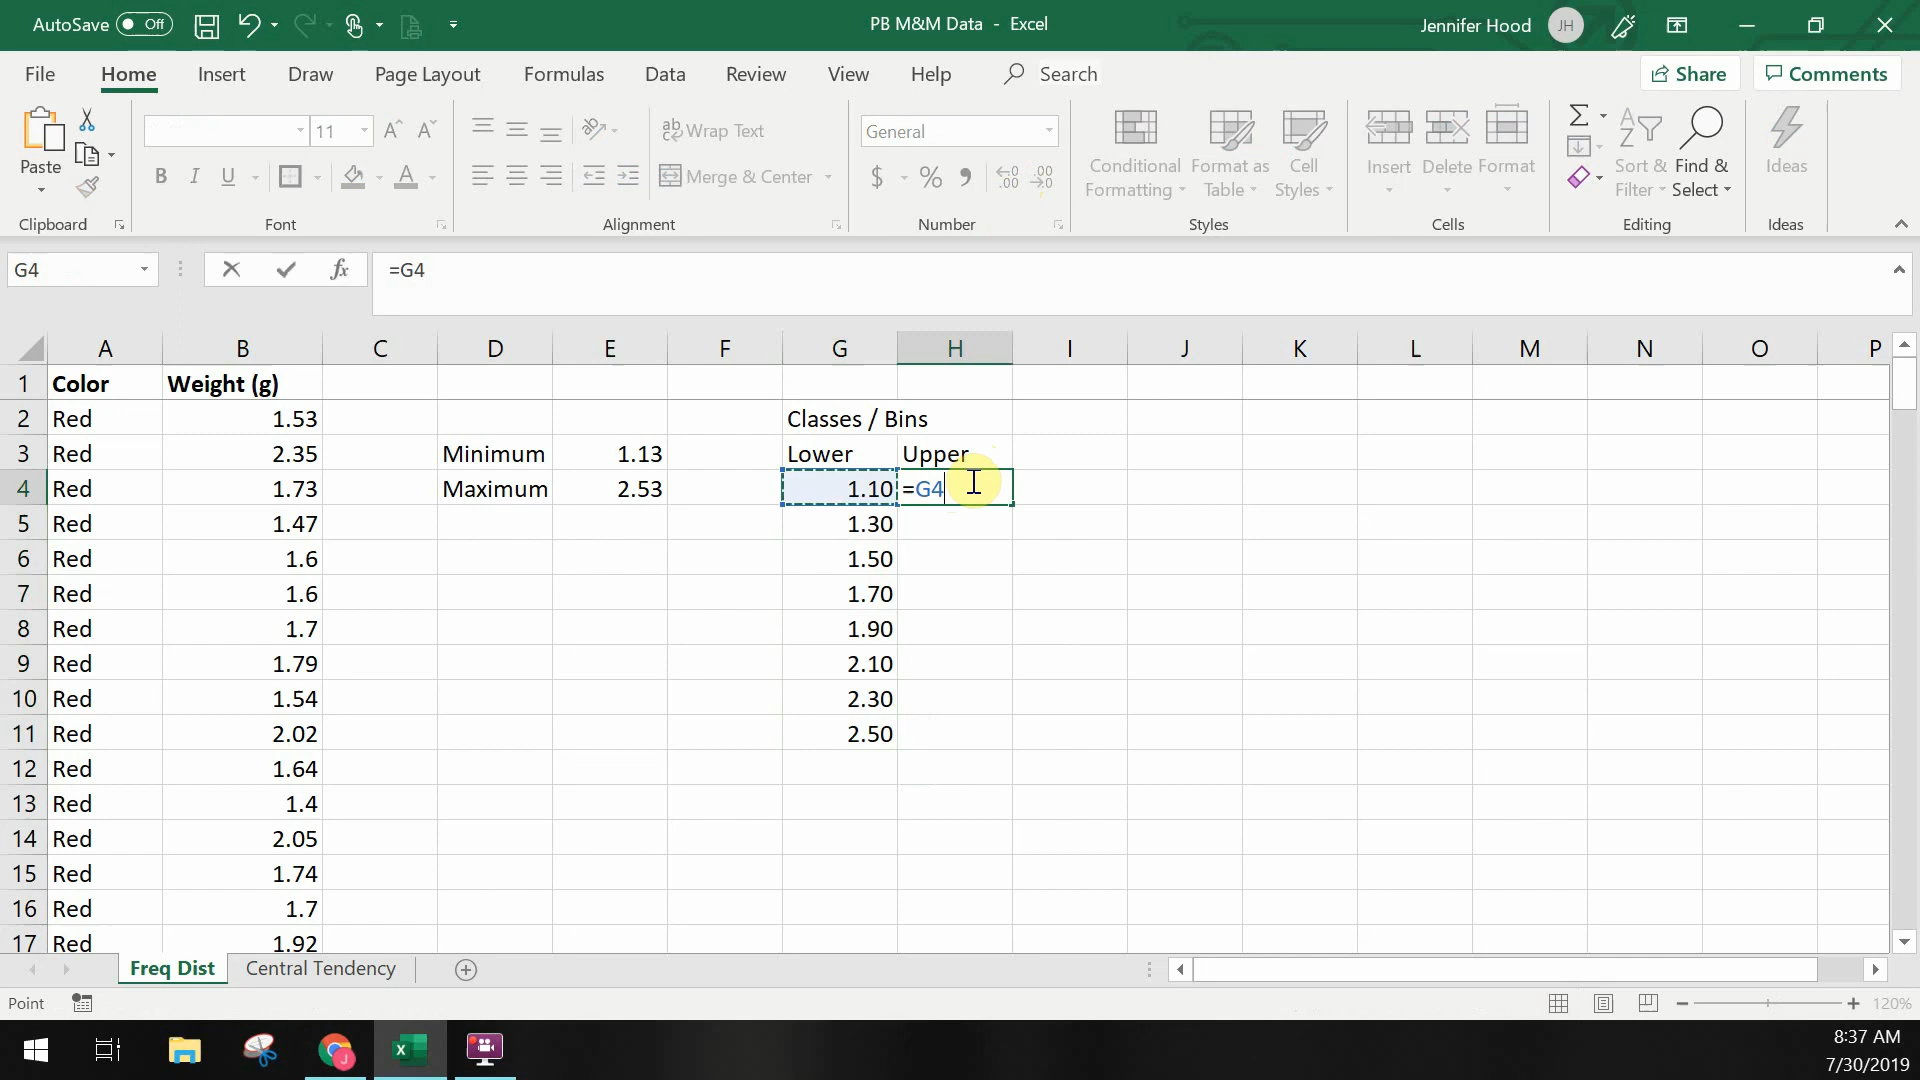 AutoSave Off PB M&M Data - Excel Jennifer Hood JH
File Home Insert Draw Page Layout Formulas Data Review View Help Search Share Comments
Paste 11 Wrap Text General Conditional Format as Cell Insert Delete Format Sort & Find & Ideas
B I U Merge & Center $ % Formatting Table Styles Filter Select
Clipboard Font Alignment Number Styles Cells Editing Ideas
G4 fx =G4
A B C D E F G H I J K L M N O P
1 Color Weight (g)
2 Red 1.53 Classes / Bins
3 Red 2.35 Minimum 1.13 Lower Upper
4 Red 1.73 Maximum 2.53 1.10 =G4
5 Red 1.47 1.30
6 Red 1.6 1.50
7 Red 1.6 1.70
8 Red 1.7 1.90
9 Red 1.79 2.10
10 Red 1.54 2.30
11 Red 2.02 2.50
12 Red 1.64
13 Red 1.4
14 Red 2.05
15 Red 1.74
16 Red 1.7
17 Red 1.92
Freq Dist Central Tendency
Point 120%
8:37 AM
7/30/2019